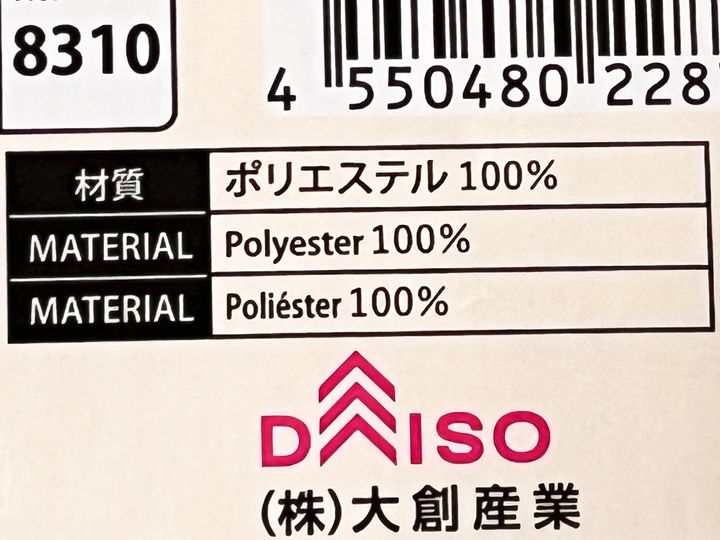 8310
4 550480 228
材質 ポリエステル 100%
MATERIAL Polyester 100%
MATERIAL Poliéster 100%
DAISO
(株)大創産業